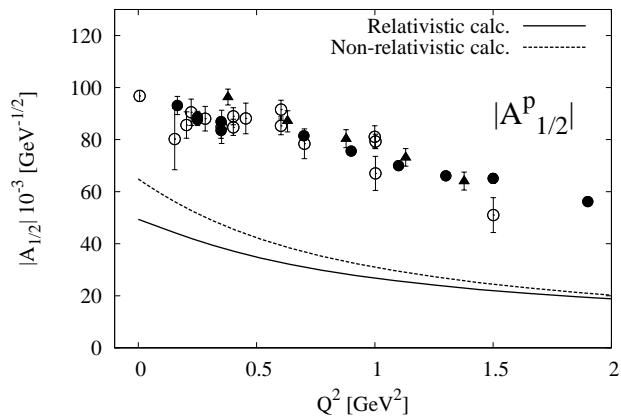 Relativistic calc.
Non-relativistic calc.
|A^p_{1/2}|
|A_{1/2}| 10^{-3} [GeV^{-1/2}]
120
100
80
60
40
20
0
0 0.5 1 1.5 2
Q^2 [GeV^2]